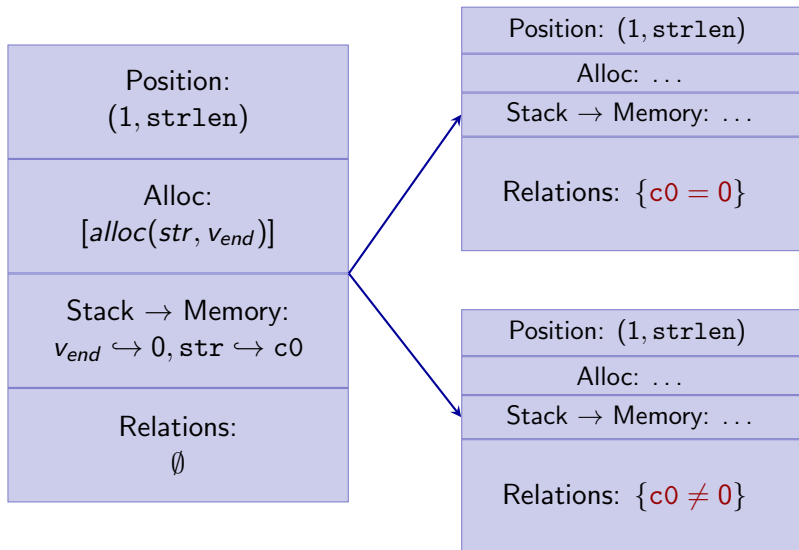 Position:
(1, strlen)
Alloc:
[alloc(str, v_end)]
Stack → Memory:
v_end ↪ 0, str ↪ c0
Relations:
∅
Position: (1, strlen)
Alloc: ...
Stack → Memory: ...
Relations: {c0 = 0}
Position: (1, strlen)
Alloc: ...
Stack → Memory: ...
Relations: {c0 ≠ 0}